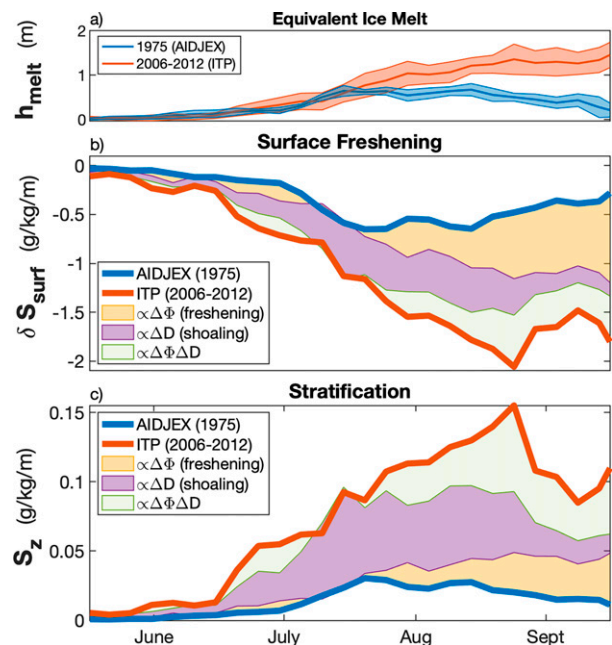 a) Equivalent Ice Melt
h_melt (m)
2
1
0
1975 (AIDJEX)
2006-2012 (ITP)
b) Surface Freshening
δ S_surf (g/kg/m)
0
-0.5
-1
-1.5
-2
AIDJEX (1975)
ITP (2006-2012)
∝ΔΦ (freshening)
∝ΔD (shoaling)
∝ΔΦΔD
c) Stratification
S_z (g/kg/m)
0.15
0.1
0.05
0
AIDJEX (1975)
ITP (2006-2012)
∝ΔΦ (freshening)
∝ΔD (shoaling)
∝ΔΦΔD
June July Aug Sept